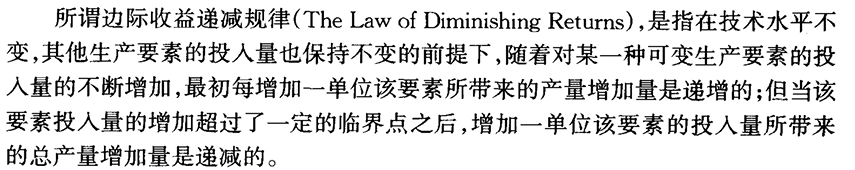 所谓边际收益递减规律(The Law of Diminishing Returns),是指在技术水平不
变,其他生产要素的投入量也保持不变的前提下,随着对某一种可变生产要素的投
入量的不断增加,最初每增加一单位该要素所带来的产量增加量是递增的;但当该
要素投入量的增加超过了一定的临界点之后,增加一单位该要素的投入量所带来
的总产量增加量是递减的。